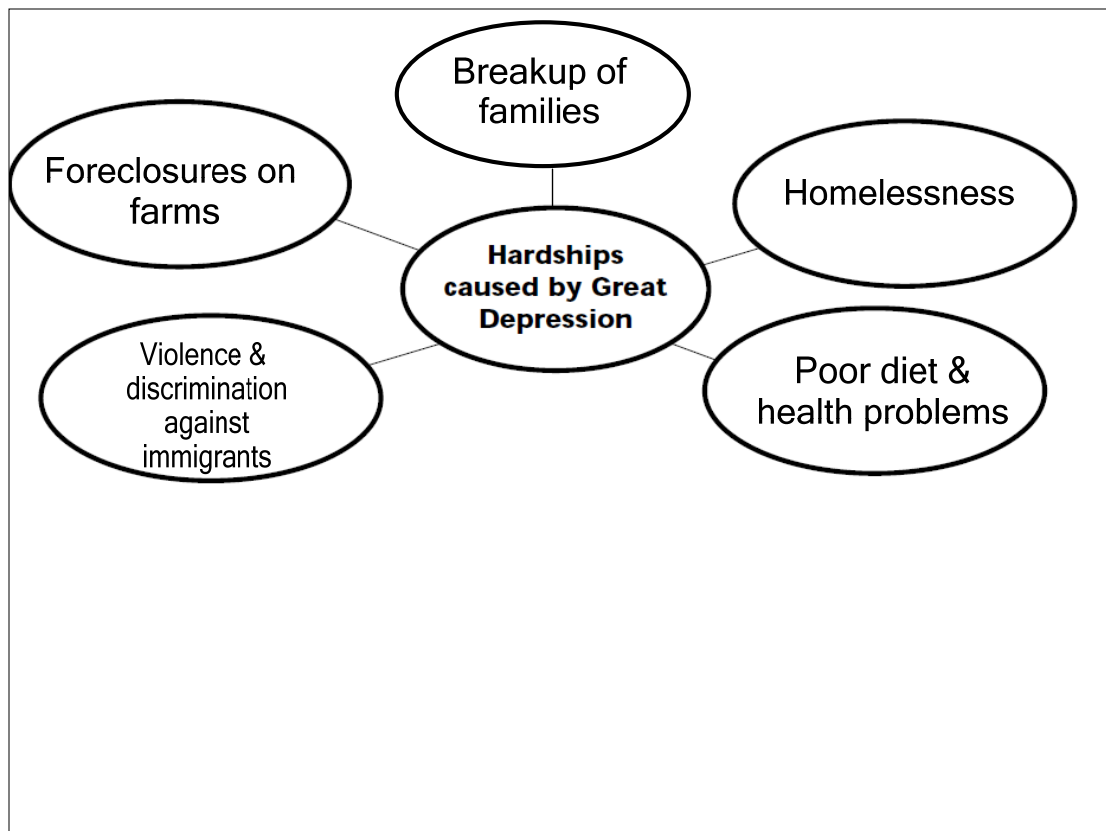 Breakup of
families
Foreclosures on
farms
Homelessness
Hardships
caused by Great
Depression
Violence &
discrimination
against
immigrants
Poor diet &
health problems